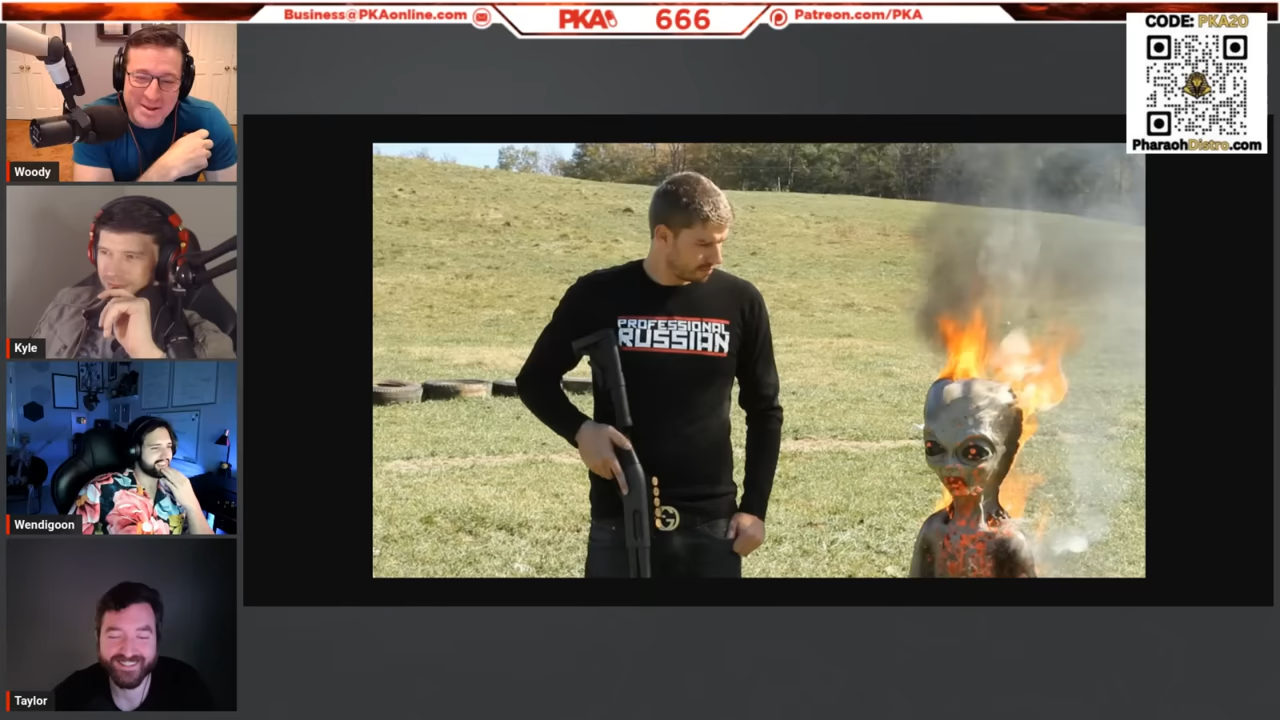 Business@PKAonline.com
PKA
666
Patreon.com/PKA
CODE: PKA20
PharaohDistro.com
Woody
Kyle
Wendigoon
Taylor
PROFESSIONAL
RUSSIAN